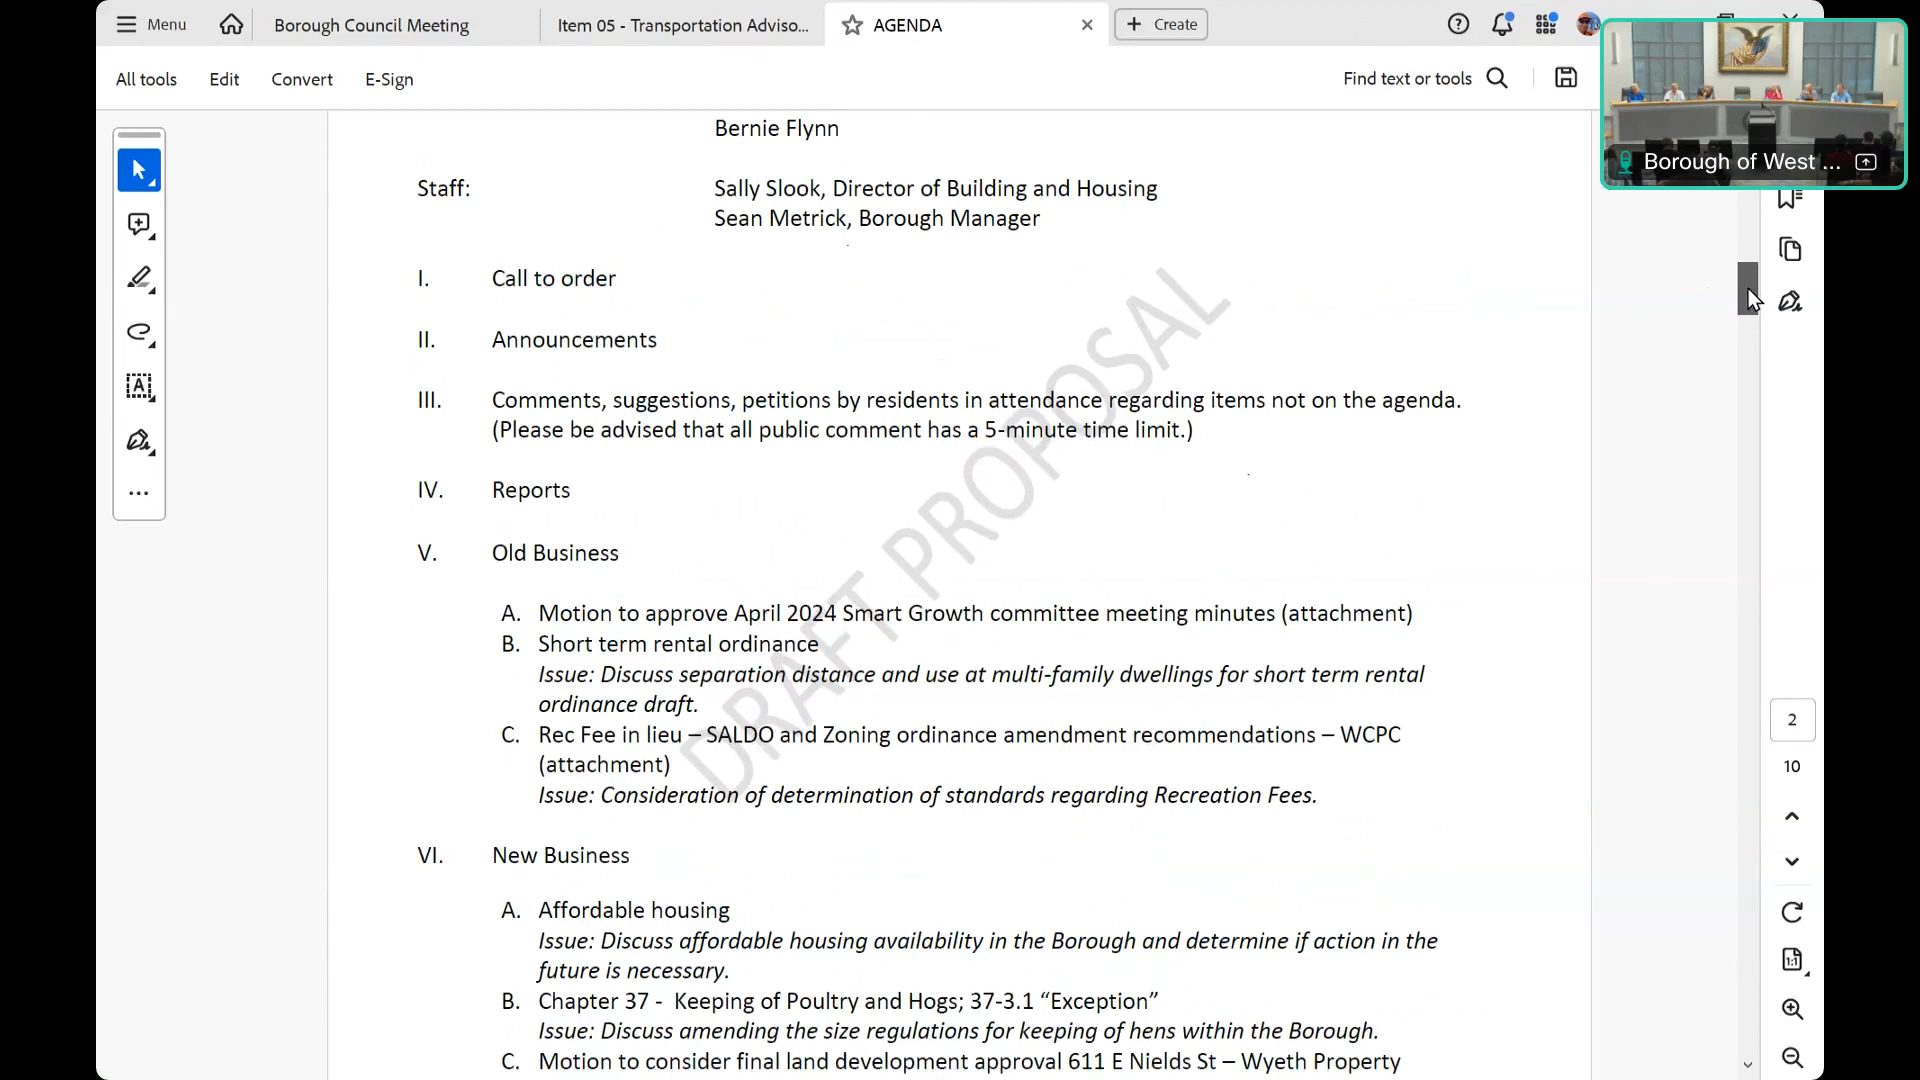 Menu
Borough Council Meeting
Item 05 - Transportation Adviso...
AGENDA
Create
All tools
Edit
Convert
E-Sign
Find text or tools
Borough of West ...
Bernie Flynn
Staff: Sally Slook, Director of Building and Housing
Sean Metrick, Borough Manager
I. Call to order
II. Announcements
III. Comments, suggestions, petitions by residents in attendance regarding items not on the agenda.
(Please be advised that all public comment has a 5-minute time limit.)
IV. Reports
V. Old Business
A. Motion to approve April 2024 Smart Growth committee meeting minutes (attachment)
B. Short term rental ordinance
Issue: Discuss separation distance and use at multi-family dwellings for short term rental
ordinance draft.
C. Rec Fee in lieu – SALDO and Zoning ordinance amendment recommendations – WCPC
(attachment)
Issue: Consideration of determination of standards regarding Recreation Fees.
VI. New Business
A. Affordable housing
Issue: Discuss affordable housing availability in the Borough and determine if action in the
future is necessary.
B. Chapter 37 - Keeping of Poultry and Hogs; 37-3.1 “Exception”
Issue: Discuss amending the size regulations for keeping of hens within the Borough.
C. Motion to consider final land development approval 611 E Nields St – Wyeth Property
DRAFT PROPOSAL
2
10